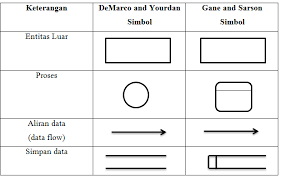 Keterangan DeMarco and Yourdan Gane and Sarson
Simbol Simbol
Entitas Luar
Proses
Aliran data
(data flow)
Simpan data